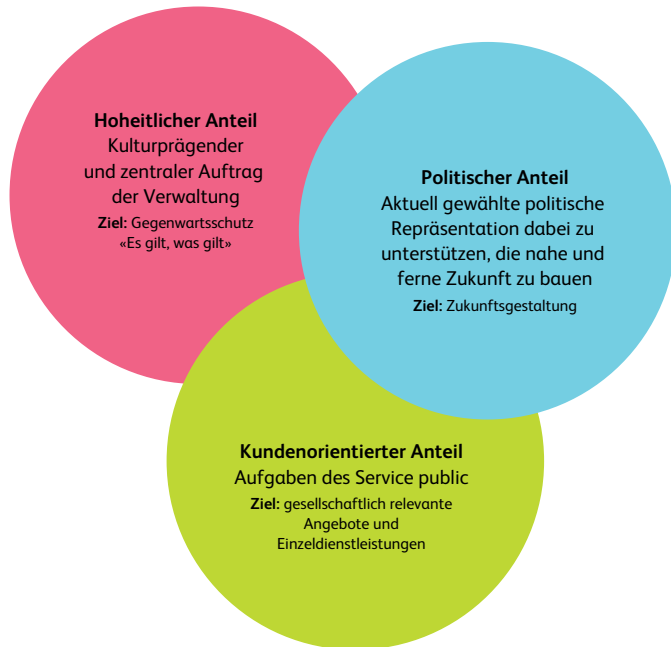 Hoheitlicher Anteil
Kulturprägender
und zentraler Auftrag
der Verwaltung
Ziel: Gegenwartsschutz
«Es gilt, was gilt»
Politischer Anteil
Aktuell gewählte politische
Repräsentation dabei zu
unterstützen, die nahe und
ferne Zukunft zu bauen
Ziel: Zukunftsgestaltung
Kundenorientierter Anteil
Aufgaben des Service public
Ziel: gesellschaftlich relevante
Angebote und
Einzeldienstleistungen